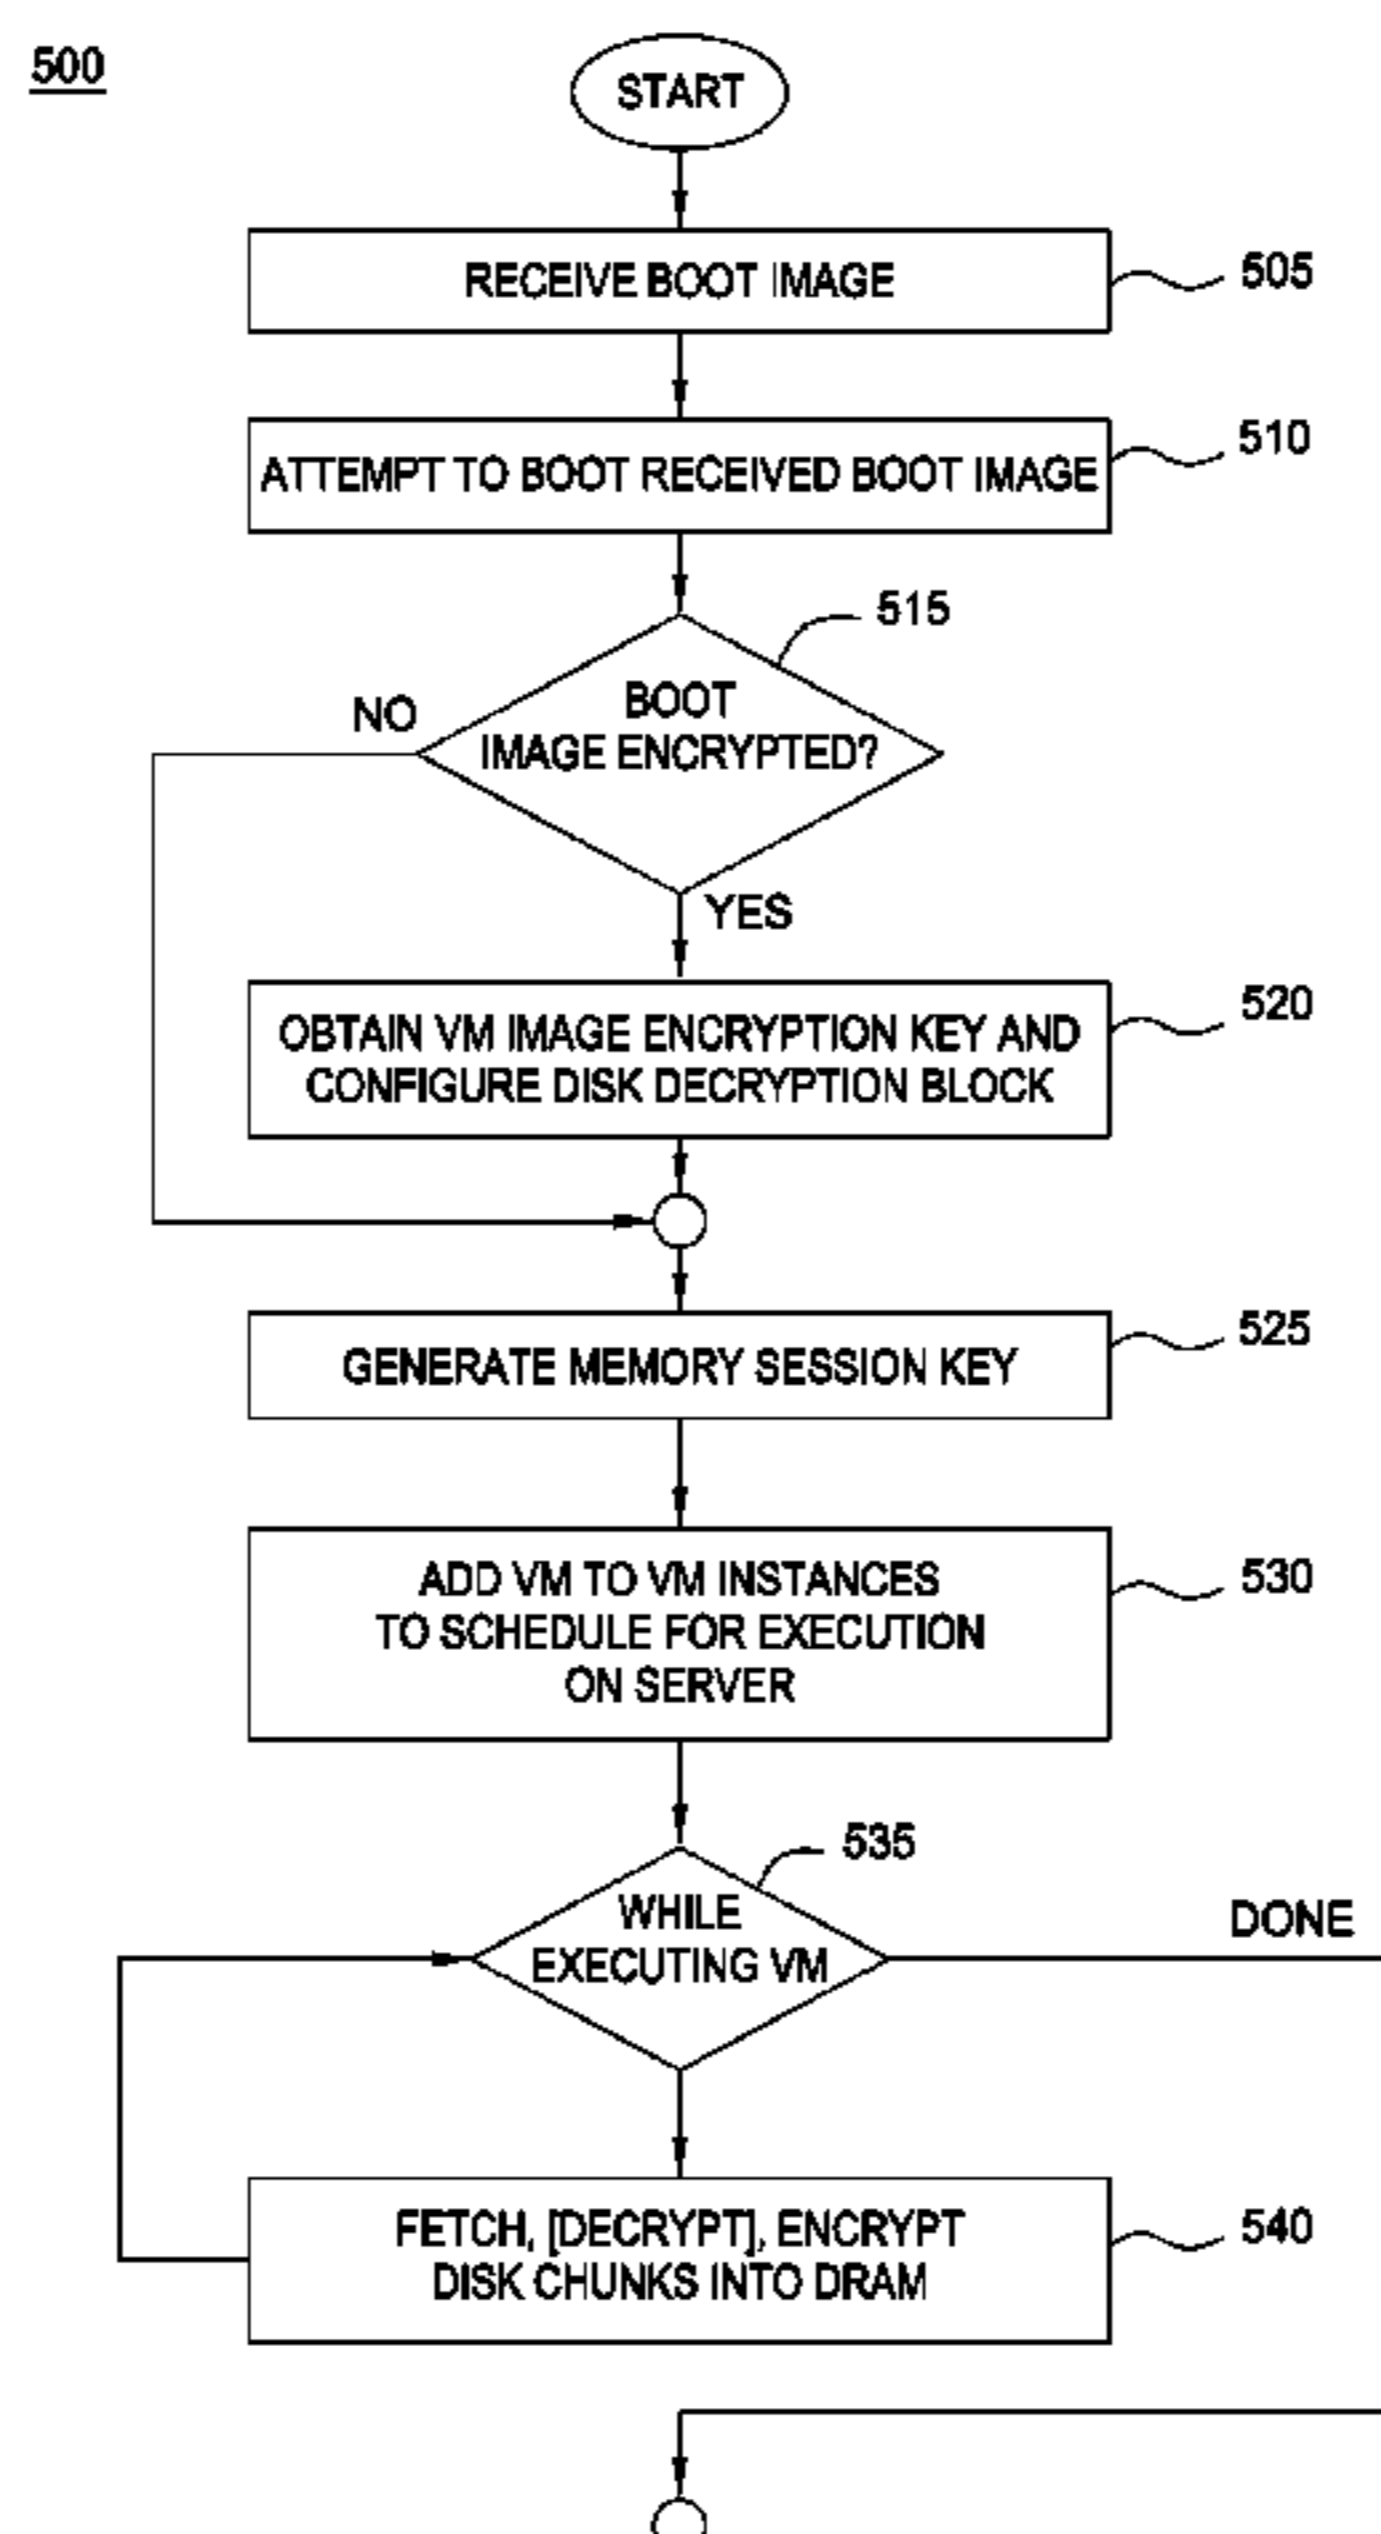 500
START
RECEIVE BOOT IMAGE
505
ATTEMPT TO BOOT RECEIVED BOOT IMAGE
510
515
BOOT
IMAGE ENCRYPTED?
NO
YES
OBTAIN VM IMAGE ENCRYPTION KEY AND
CONFIGURE DISK DECRYPTION BLOCK
520
GENERATE MEMORY SESSION KEY
525
ADD VM TO VM INSTANCES
TO SCHEDULE FOR EXECUTION
ON SERVER
530
535
WHILE
EXECUTING VM
DONE
FETCH, [DECRYPT], ENCRYPT
DISK CHUNKS INTO DRAM
540